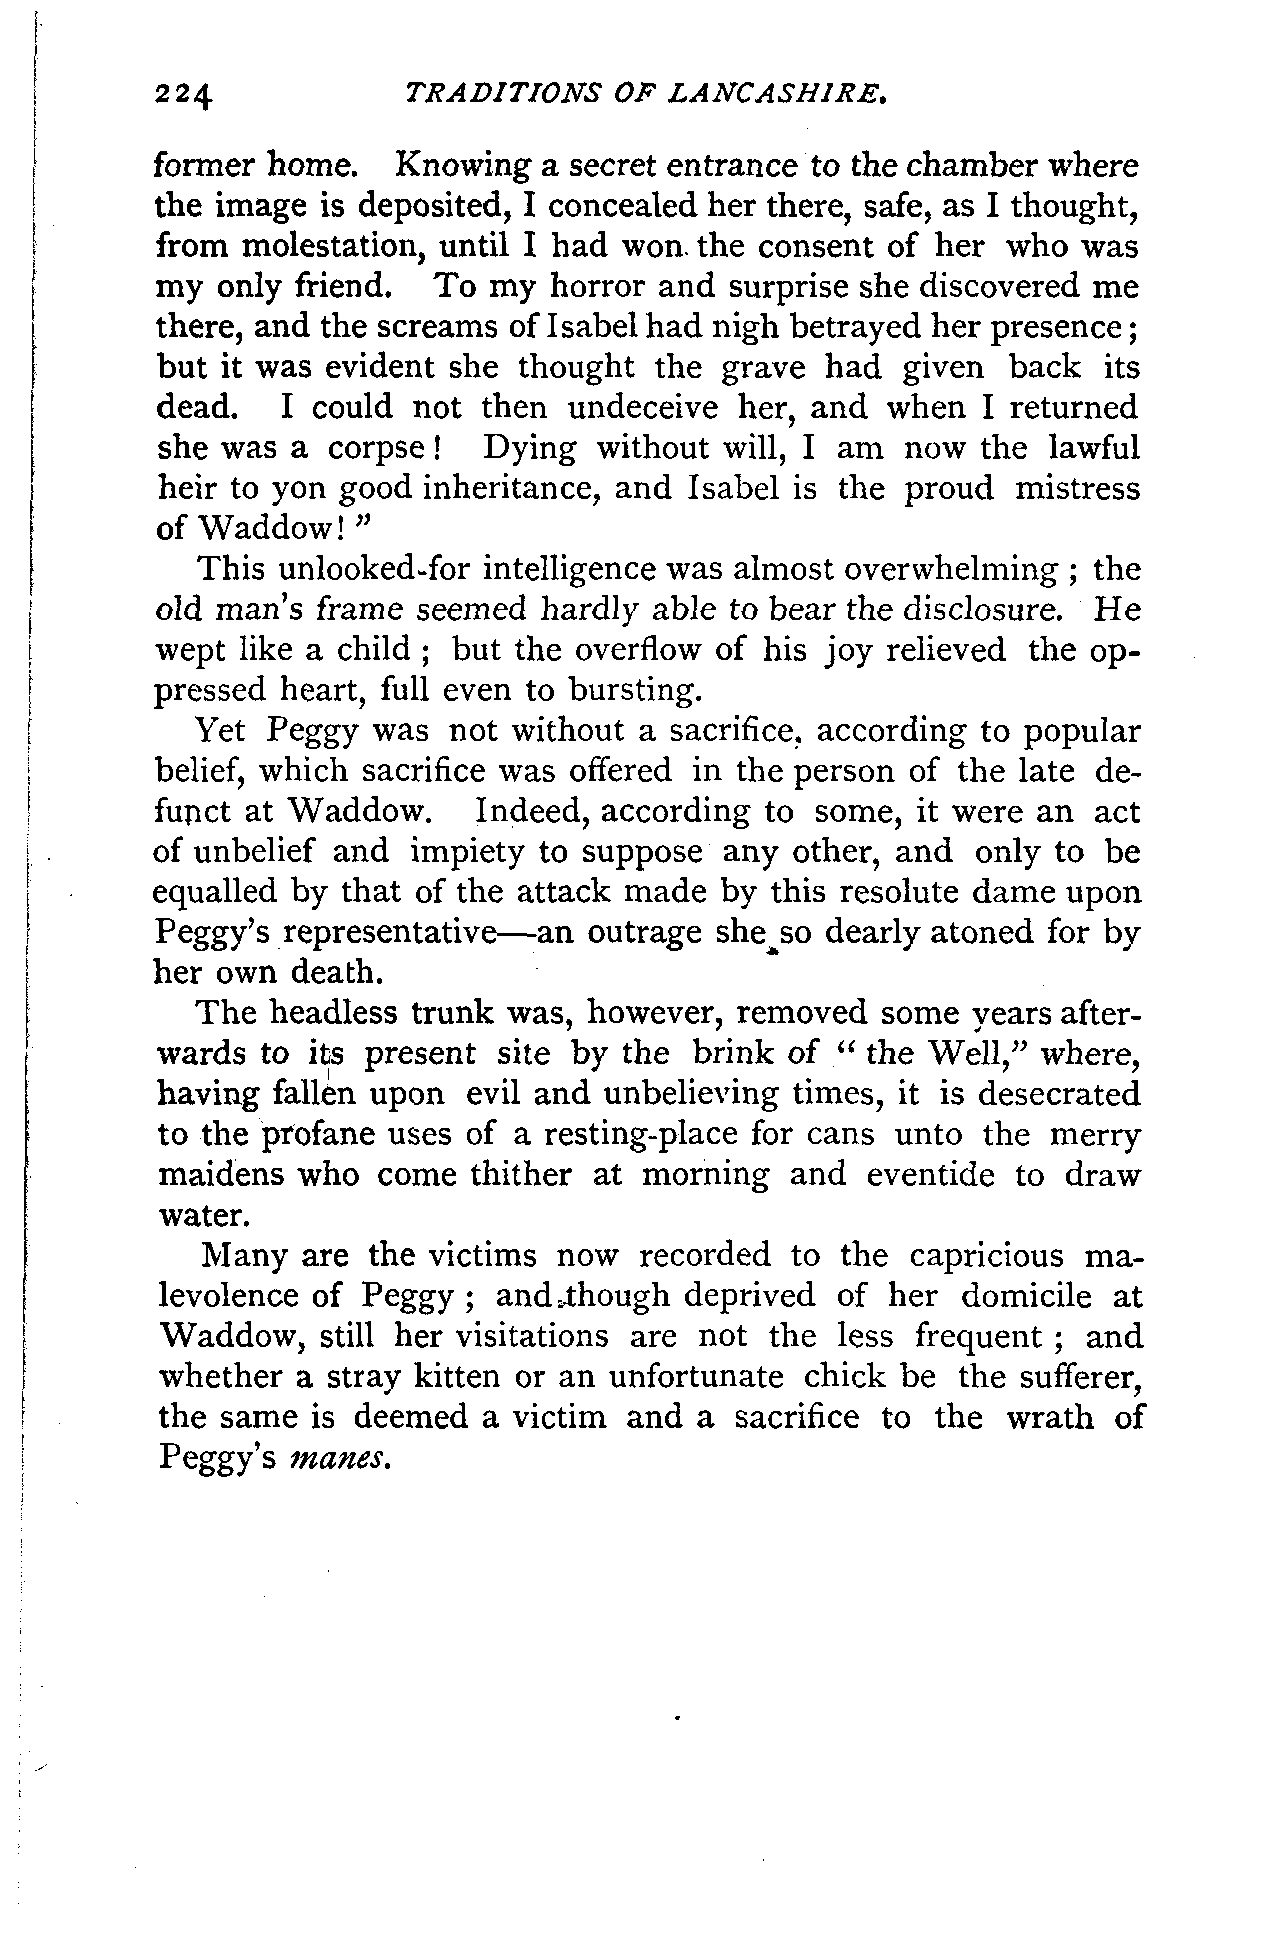 224 TRADITIONS OF LANCASHIRE.
former home. Knowing a secret entrance to the chamber where
the image is deposited, I concealed her there, safe, as I thought,
from molestation, until I had won the consent of her who was
my only friend. To my horror and surprise she discovered me
there, and the screams of Isabel had nigh betrayed her presence;
but it was evident she thought the grave had given back its
dead. I could not then undeceive her, and when I returned
she was a corpse! Dying without will, I am now the lawful
heir to yon good inheritance, and Isabel is the proud mistress
of Waddow!"
This unlooked-for intelligence was almost overwhelming; the
old man's frame seemed hardly able to bear the disclosure. He
wept like a child; but the overflow of his joy relieved the op-
pressed heart, full even to bursting.
Yet Peggy was not without a sacrifice, according to popular
belief, which sacrifice was offered in the person of the late de-
funct at Waddow. Indeed, according to some, it were an act
of unbelief and impiety to suppose any other, and only to be
equalled by that of the attack made by this resolute dame upon
Peggy's representative—an outrage she so dearly atoned for by
her own death.
The headless trunk was, however, removed some years after-
wards to its present site by the brink of "the Well," where,
having fallen upon evil and unbelieving times, it is desecrated
to the profane uses of a resting-place for cans unto the merry
maidens who come thither at morning and eventide to draw
water.
Many are the victims now recorded to the capricious ma-
levolence of Peggy; and though deprived of her domicile at
Waddow, still her visitations are not the less frequent; and
whether a stray kitten or an unfortunate chick be the sufferer,
the same is deemed a victim and a sacrifice to the wrath of
Peggy's manes.